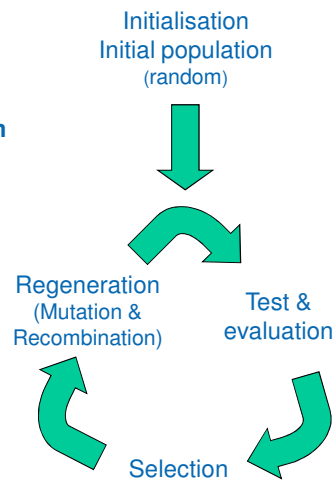 Initialisation
Initial population
(random)
n
Regeneration
(Mutation &
Recombination)
Test &
evaluation
Selection